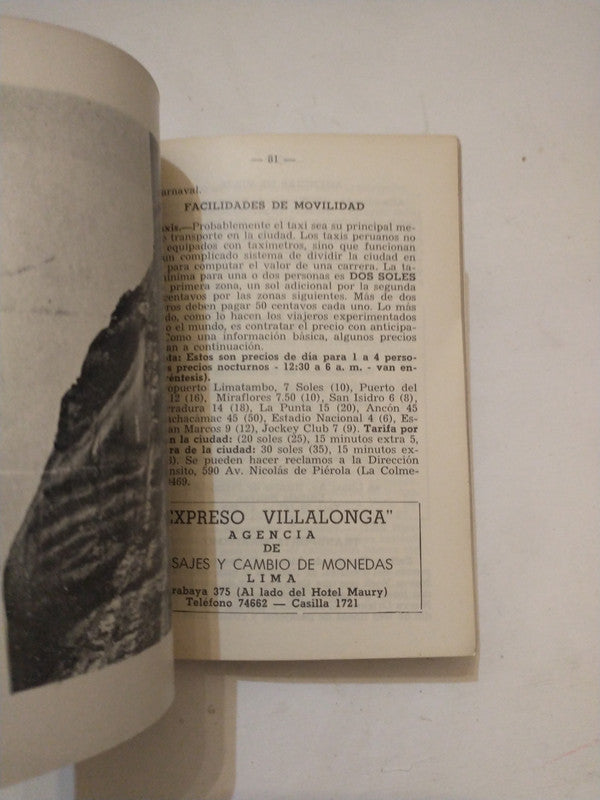 — 81 —
arnaval.
FACILIDADES DE MOVILIDAD
xis.—Probablemente el taxi sea su principal me-
transporte en la ciudad. Los taxis peruanos no
equipados con taxímetros, sino que funcionan
un complicado sistema de dividir la ciudad en
para computar el valor de una carrera. La ta-
nima para una o dos personas es DOS SOLES
primera zona, un sol adicional por la segunda
centavos por las zonas siguientes. Más de dos
ros deben pagar 50 centavos cada uno. Lo más
do, como lo hacen los viajeros experimentados
o el mundo, es contratar el precio con anticipa-
Como una información básica, algunos precios
an a continuación.
ta: Estos son precios de día para 1 a 4 perso-
s precios nocturnos - 12:30 a 6 a. m. - van en-
réntesis).
opuerto Limatambo, 7 Soles (10), Puerto del
12 (16), Miraflores 7.50 (10), San Isidro 6 (8),
rradura 14 (18), La Punta 15 (20), Ancón 45
achacamac 45 (50), Estadio Nacional 4 (6), Es-
an Marcos 9 (12), Jockey Club 7 (9). Tarifa por
n la ciudad: (20 soles (25), 15 minutos extra 5,
ra de la ciudad: 30 soles (35), 15 minutos ex-
). Se pueden hacer reclamos a la Dirección
ánsito, 590 Av. Nicolás de Piérola (La Colme-
469.
EXPRESO VILLALONGA"
AGENCIA
DE
SAJES Y CAMBIO DE MONEDAS
LIMA
rabaya 375 (Al lado del Hotel Maury)
Teléfono 74662 — Casilla 1721